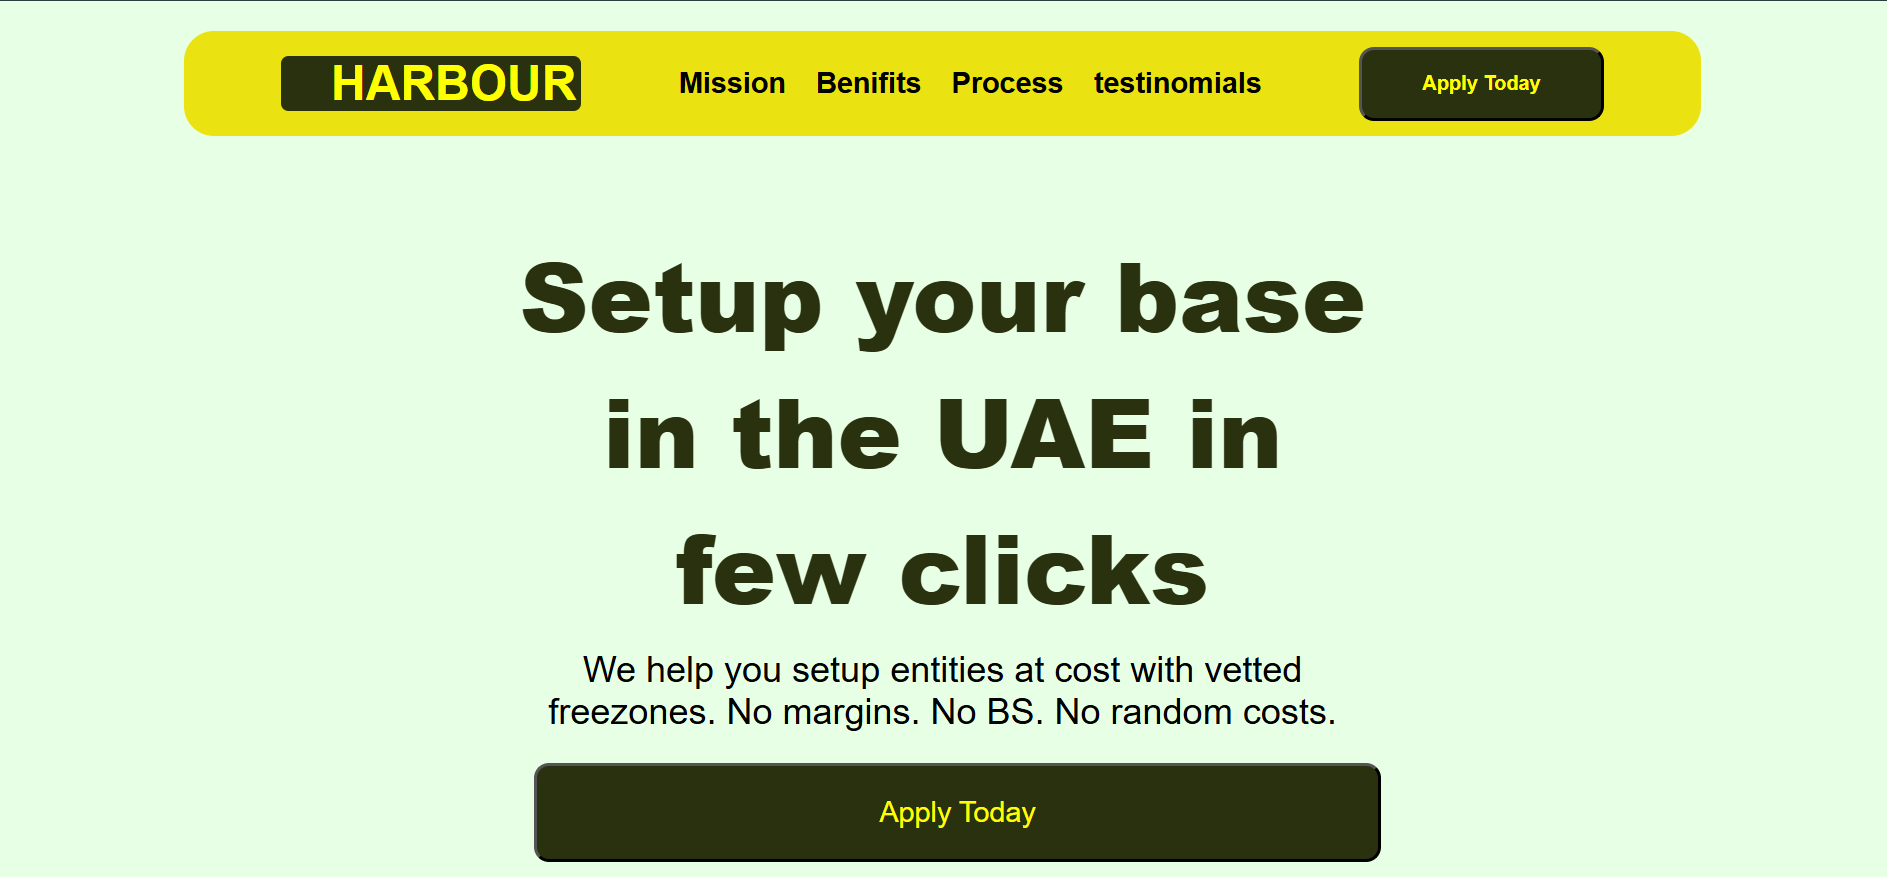 HARBOUR Mission Benifits Process testinomials Apply Today
Setup your base
in the UAE in
few clicks
We help you setup entities at cost with vetted
freezones. No margins. No BS. No random costs.
Apply Today